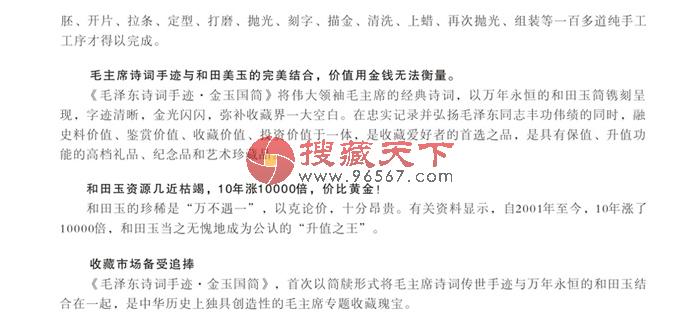 胚、开片、拉条、定型、打磨、抛光、刻字、描金、清洗、上蜡、再次抛光、组装等一百多道纯手工
工序才得以完成。
毛主席诗词手迹与和田美玉的完美结合，价值用金钱无法衡量。
《毛泽东诗词手迹·金玉国简》将伟大领袖毛主席的经典诗词，以万年永恒的和田玉简镌刻呈
现，字迹清晰，金光闪闪，弥补收藏界一大空白。在忠实记录并弘扬毛泽东同志丰功伟绩的同时，融
史料价值、鉴赏价值、收藏价值、投资价值于一体，是收藏爱好者的首选之品，是具有保值、升值功
能的高档礼品、纪念品和艺术珍藏品。
搜藏天下
www.96567.com
和田玉资源几近枯竭，10年涨10000倍，价比黄金！
和田玉的珍稀是“万不遇一”，以克论价，十分昂贵。有关资料显示，自2001年至今，10年涨了
10000倍，和田玉当之无愧地成为公认的“升值之王”。
收藏市场备受追捧
《毛泽东诗词手迹·金玉国简》，首次以简牍形式将毛主席诗词传世手迹与万年永恒的和田玉结
合在一起，是中华历史上独具创造性的毛主席专题收藏瑰宝。